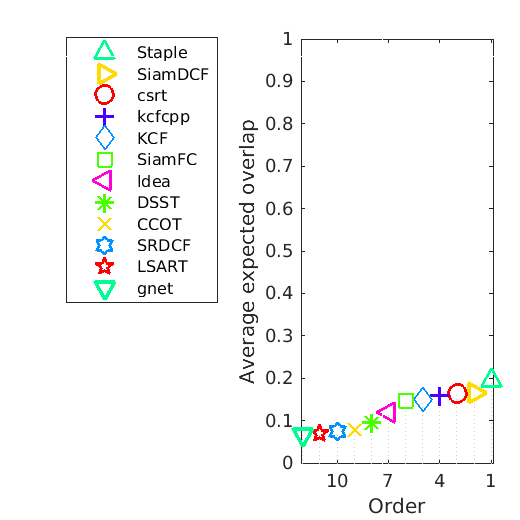 Staple
SiamDCF
csrt
kcfcpp
KCF
SiamFC
Idea
DSST
CCOT
SRDCF
LSART
gnet
Average expected overlap
1
0.9
0.8
0.7
0.6
0.5
0.4
0.3
0.2
0.1
0
10 7 4 1
Order